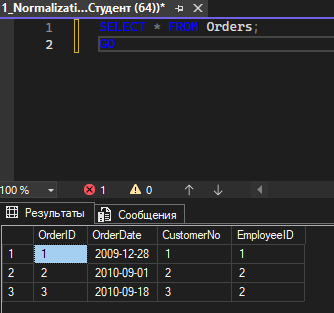 1_Normalizati...Студент (64))*
1 SELECT * FROM Orders;
2 GO
100 % 1 0
Результаты Сообщения
OrderID OrderDate CustomerNo EmployeeID
1 1 2009-12-28 1 1
2 2 2010-09-01 2 2
3 3 2010-09-18 3 2